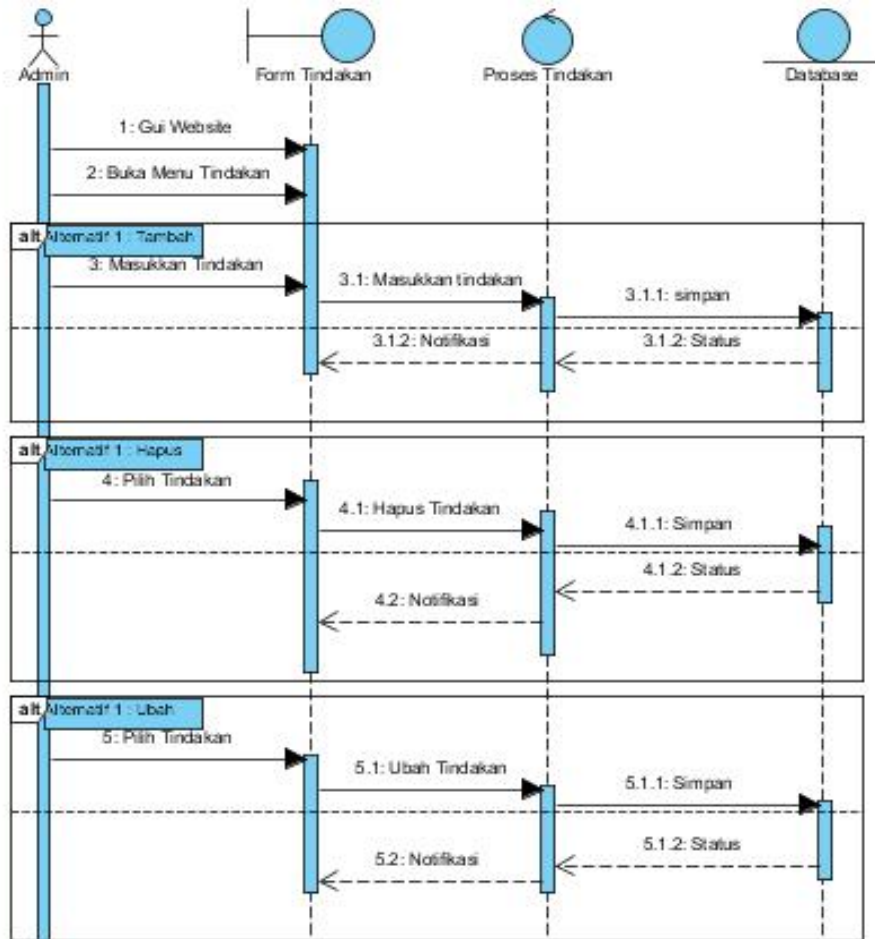 Admin
Form Tindakan
Proses Tindakan
Database
1: Gui Website
2: Buka Menu Tindakan
alt Alternatif 1 : Tambah
3: Masukkan Tindakan
3.1: Masukkan tindakan
3.1.1: simpan
3.1.2: Notifikasi
3.1.2: Status
alt Alternatif 1 : Hapus
4: Pilih Tindakan
4.1: Hapus Tindakan
4.1.1: Simpan
4.1.2: Status
4.2: Notifikasi
alt Alternatif 1 : Ubah
5: Pilih Tindakan
5.1: Ubah Tindakan
5.1.1: Simpan
5.1.2: Status
5.2: Notifikasi